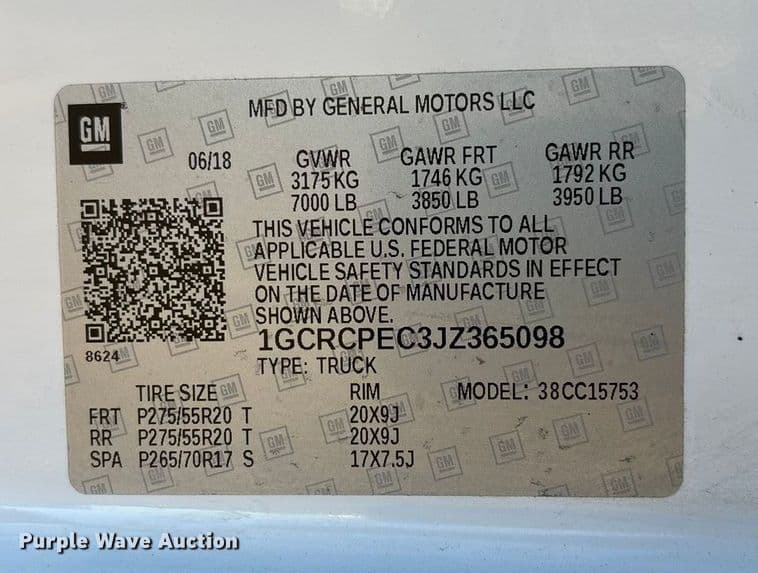 GM
MFD BY GENERAL MOTORS LLC
06/18 GVWR GAWR FRT GAWR RR
3175 KG 1746 KG 1792 KG
7000 LB 3850 LB 3950 LB
THIS VEHICLE CONFORMS TO ALL
APPLICABLE U.S. FEDERAL MOTOR
VEHICLE SAFETY STANDARDS IN EFFECT
ON THE DATE OF MANUFACTURE
SHOWN ABOVE.
8624
1GCRCPEC3JZ365098
TYPE: TRUCK
TIRE SIZE RIM MODEL: 38CC15753
FRT P275/55R20 T 20X9J
RR P275/55R20 T 20X9J
SPA P265/70R17 S 17X7.5J
Purple Wave Auction